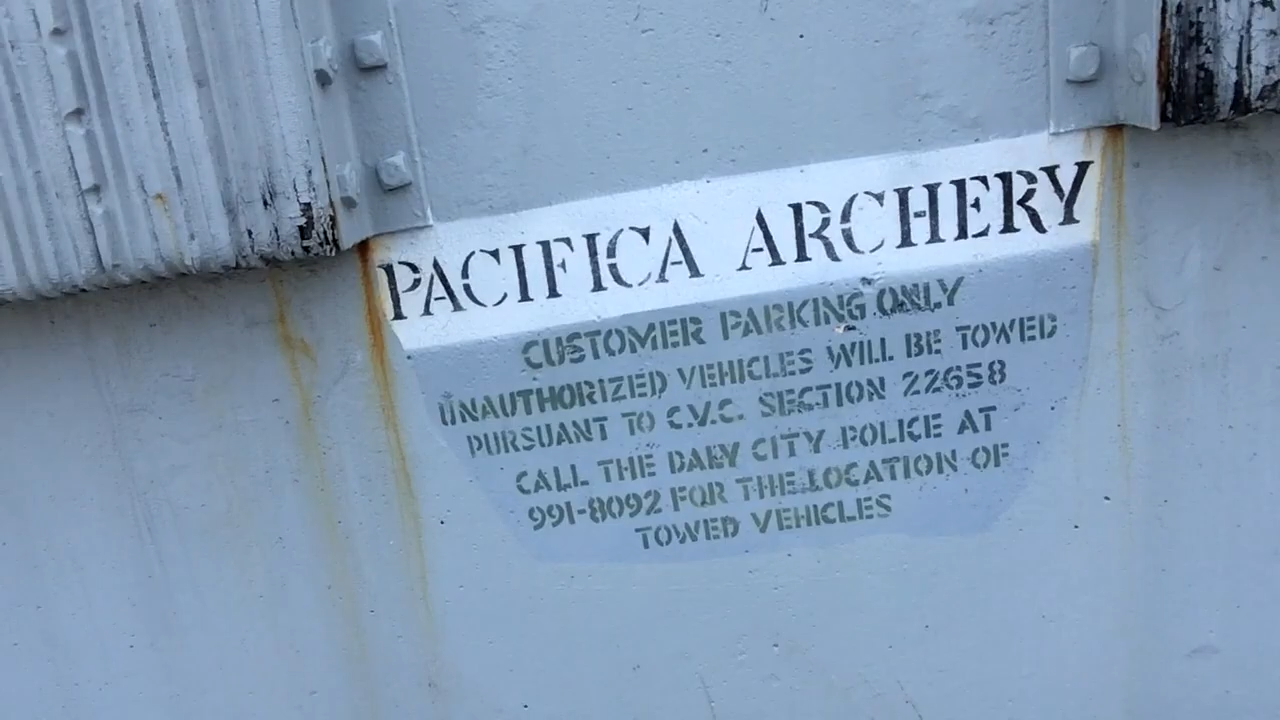 PACIFICA ARCHERY
CUSTOMER PARKING ONLY
UNAUTHORIZED VEHICLES WILL BE TOWED
PURSUANT TO C.V.C. SECTION 22658
CALL THE DALY CITY POLICE AT
991-8092 FOR THE LOCATION OF
TOWED VEHICLES